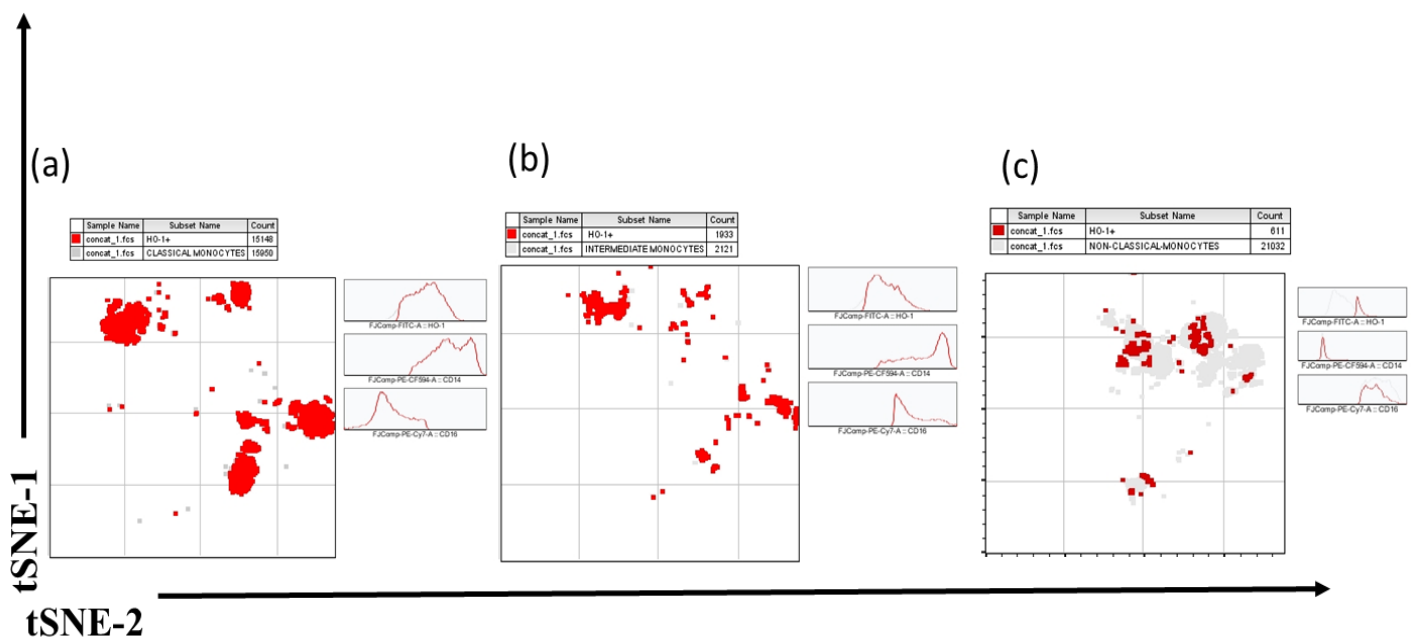 (a)
Sample Name Subset Name Count
concat_1.fcs HO-1+ 15148
concat_1.fcs CLASSICAL MONOCYTES 15950
FJComp-FITC-A :: HO-1
FJComp-PE-CF594-A :: CD14
FJComp-PE-Cy7-A :: CD16
(b)
Sample Name Subset Name Count
concat_1.fcs HO-1+ 1933
concat_1.fcs INTERMEDIATE MONOCYTES 2121
FJComp-FITC-A :: HO-1
FJComp-PE-CF594-A :: CD14
FJComp-PE-Cy7-A :: CD16
(c)
Sample Name Subset Name Count
concat_1.fcs HO-1+ 611
concat_1.fcs NON-CLASSICAL-MONOCYTES 21032
FJComp-FITC-A :: HO-1
FJComp-PE-CF594-A :: CD14
FJComp-PE-Cy7-A :: CD16
tSNE-1
tSNE-2